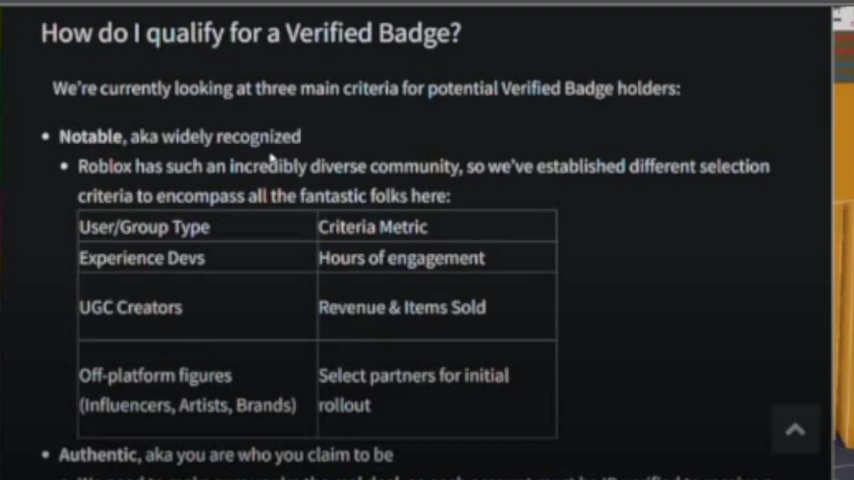 How do I qualify for a Verified Badge?
We're currently looking at three main criteria for potential Verified Badge holders:
• Notable, aka widely recognized
• Roblox has such an incredibly diverse community, so we've established different selection
criteria to encompass all the fantastic folks here:
User/Group Type Criteria Metric
Experience Devs Hours of engagement
UGC Creators Revenue & Items Sold
Off-platform figures Select partners for initial
(Influencers, Artists, Brands) rollout
• Authentic, aka you are who you claim to be